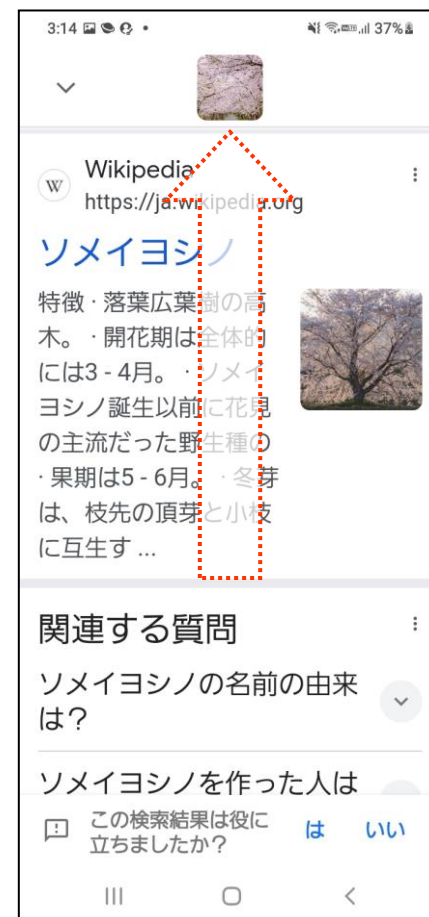 3:14 37%
W Wikipedia
https://ja.wikipedia.org
ソメイヨシノ
特徴 · 落葉広葉樹の高
木。 · 開花期は全体的
には3 - 4月。 · ソメイ
ヨシノ誕生以前に花見
の主流だった野生種の
· 果期は5 - 6月。 · 冬芽
は、枝先の頂芽と小枝
に互生す ...
関連する質問
ソメイヨシノの名前の由来
は？
ソメイヨシノを作った人は
この検索結果は役に
立ちましたか？
は いい